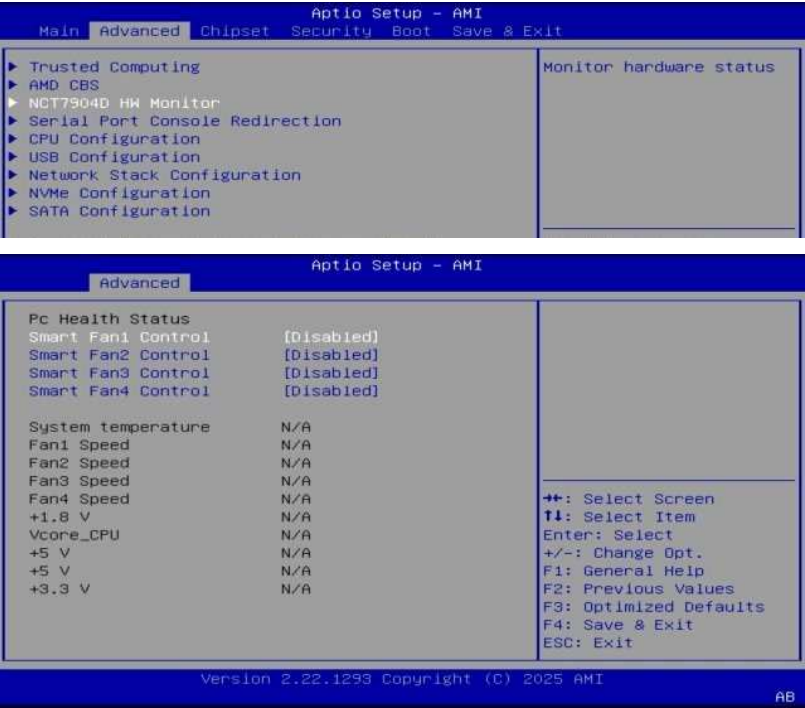 Aptio Setup - AMI
Main Advanced Chipset Security Boot Save & Exit
▶ Trusted Computing
▶ AMD CBS
▶ NCT7904D HW Monitor
▶ Serial Port Console Redirection
▶ CPU Configuration
▶ USB Configuration
▶ Network Stack Configuration
▶ NVMe Configuration
▶ SATA Configuration
Monitor hardware status
Aptio Setup - AMI
Advanced
Pc Health Status
Smart Fan1 Control [Disabled]
Smart Fan2 Control [Disabled]
Smart Fan3 Control [Disabled]
Smart Fan4 Control [Disabled]
System temperature N/A
Fan1 Speed N/A
Fan2 Speed N/A
Fan3 Speed N/A
Fan4 Speed N/A
+1.8 V N/A
Vcore_CPU N/A
+5 V N/A
+5 V N/A
+3.3 V N/A
→←: Select Screen
↑↓: Select Item
Enter: Select
+/-: Change Opt.
F1: General Help
F2: Previous Values
F3: Optimized Defaults
F4: Save & Exit
ESC: Exit
Version 2.22.1293 Copyright (C) 2025 AMI
AB